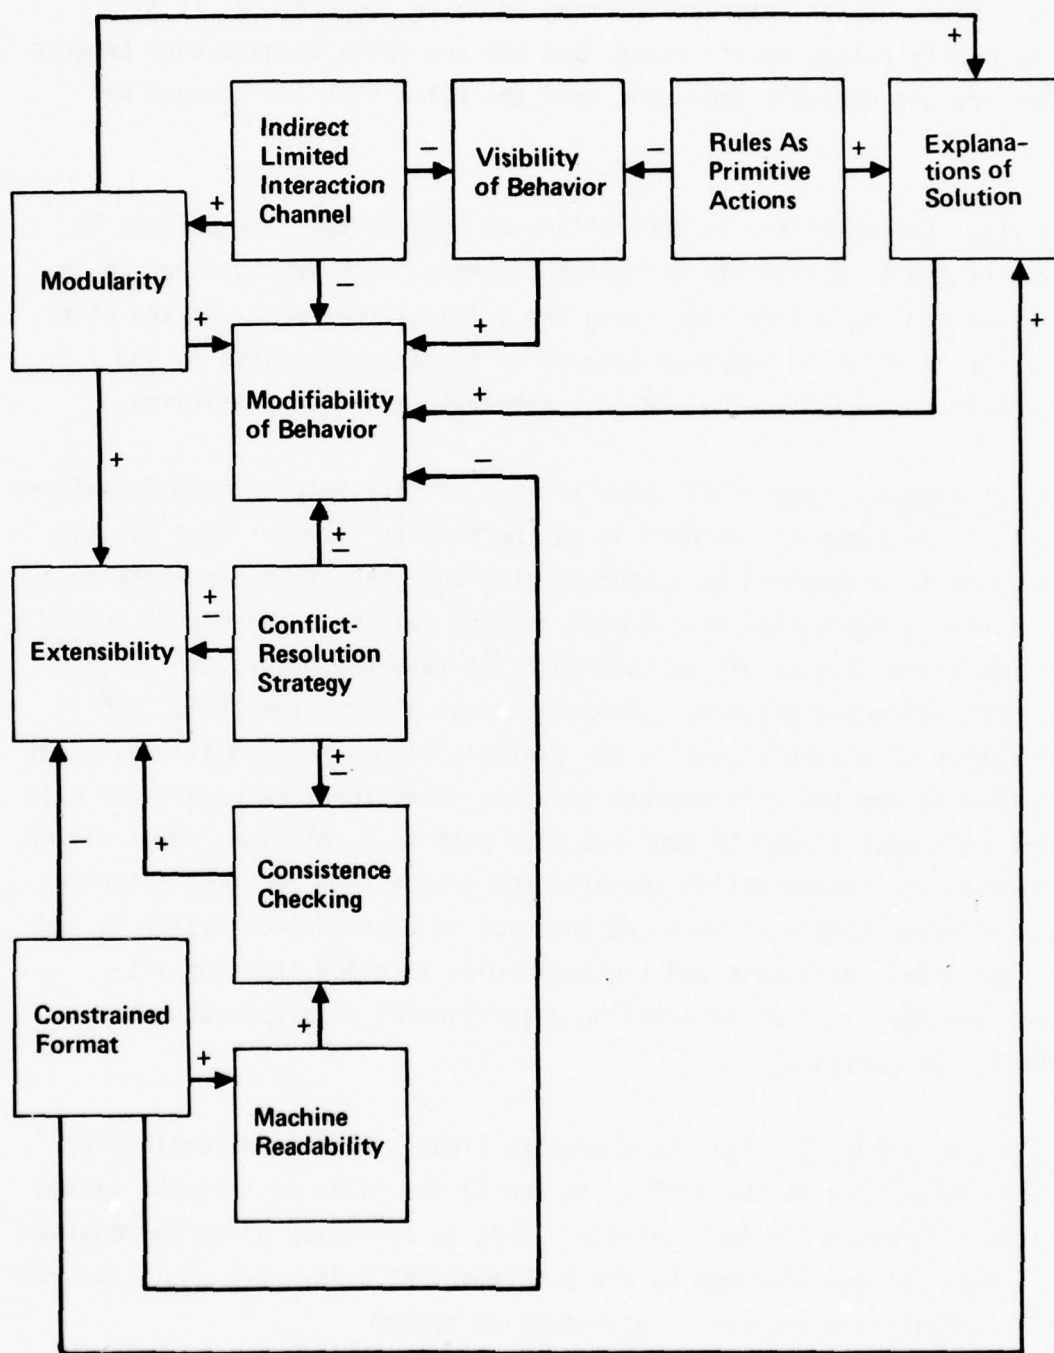 +
Indirect
Limited
Interaction
Channel
−
Visibility
of Behavior
−
Rules As
Primitive
Actions
+
Explana-
tions of
Solution
+
Modularity
−
+
+
+
Modifiability
of Behavior
+
−
+
+
−
+
−
Extensibility
Conflict-
Resolution
Strategy
+
−
−
+
Consistence
Checking
Constrained
Format
+
+
Machine
Readability